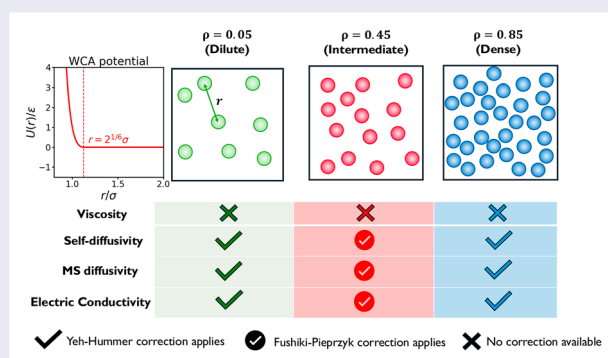 ρ = 0.05
(Dilute)
ρ = 0.45
(Intermediate)
ρ = 0.85
(Dense)
WCA potential
U(r)/ε
4
3
2
1
0
−1
r = 2^{1/6}σ
1.0
1.5
2.0
r/σ
r
Viscosity
Self-diffusivity
MS diffusivity
Electric Conductivity
Yeh-Hummer correction applies
Fushiki-Pieprzyk correction applies
No correction available